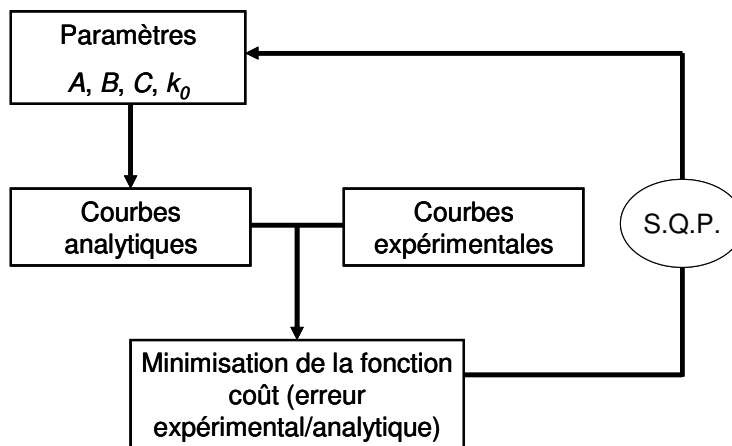 Paramètres
A, B, C, k₀
Courbes
analytiques
Courbes
expérimentales
S.Q.P.
Minimisation de la fonction
coût (erreur
expérimental/analytique)